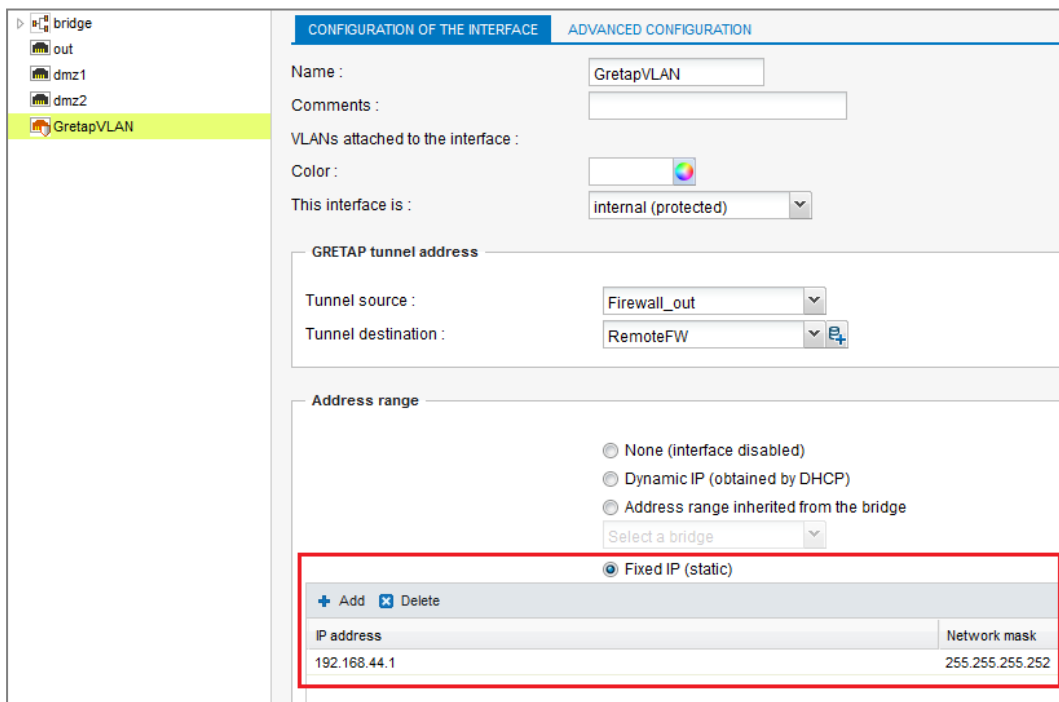 bridge
out
dmz1
dmz2
GretapVLAN
CONFIGURATION OF THE INTERFACE ADVANCED CONFIGURATION
Name : GretapVLAN
Comments :
VLANs attached to the interface :
Color :
This interface is : internal (protected)
GRETAP tunnel address
Tunnel source : Firewall_out
Tunnel destination : RemoteFW
Address range
None (interface disabled)
Dynamic IP (obtained by DHCP)
Address range inherited from the bridge
Select a bridge
Fixed IP (static)
Add Delete
IP address Network mask
192.168.44.1 255.255.255.252